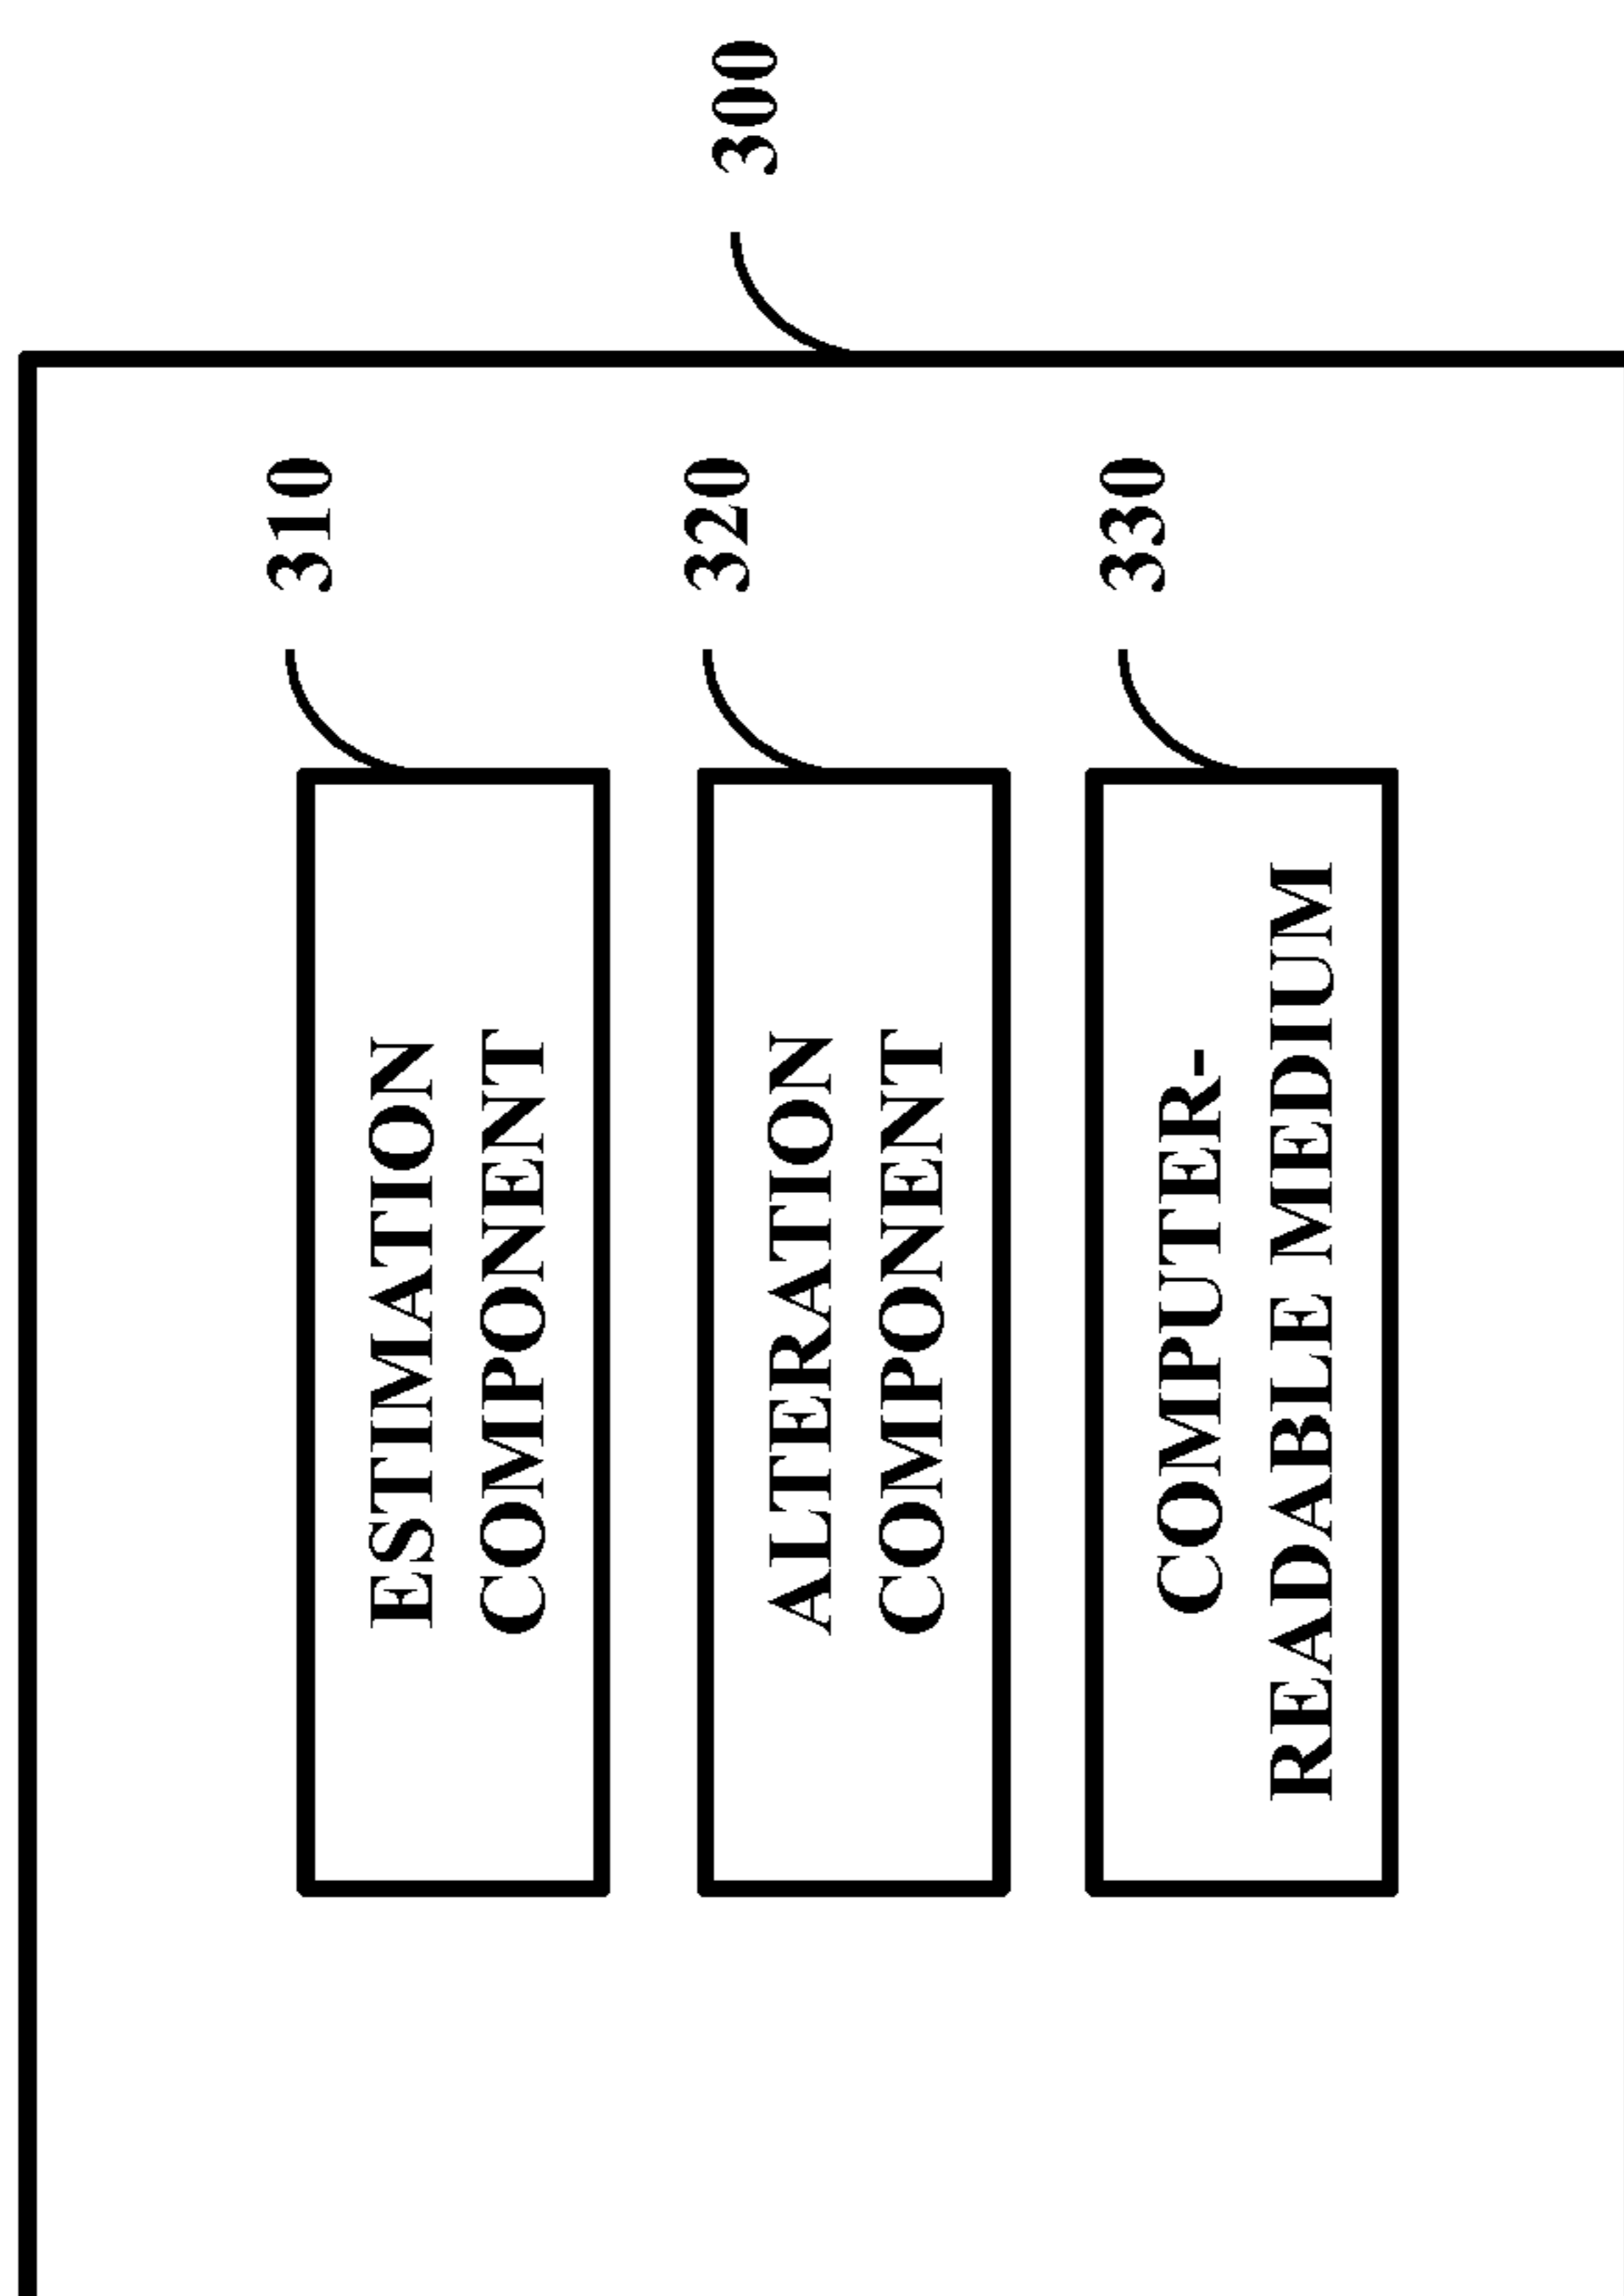 300
310
ESTIMATION
COMPONENT
320
ALTERATION
COMPONENT
330
COMPUTER-
READABLE MEDIUM